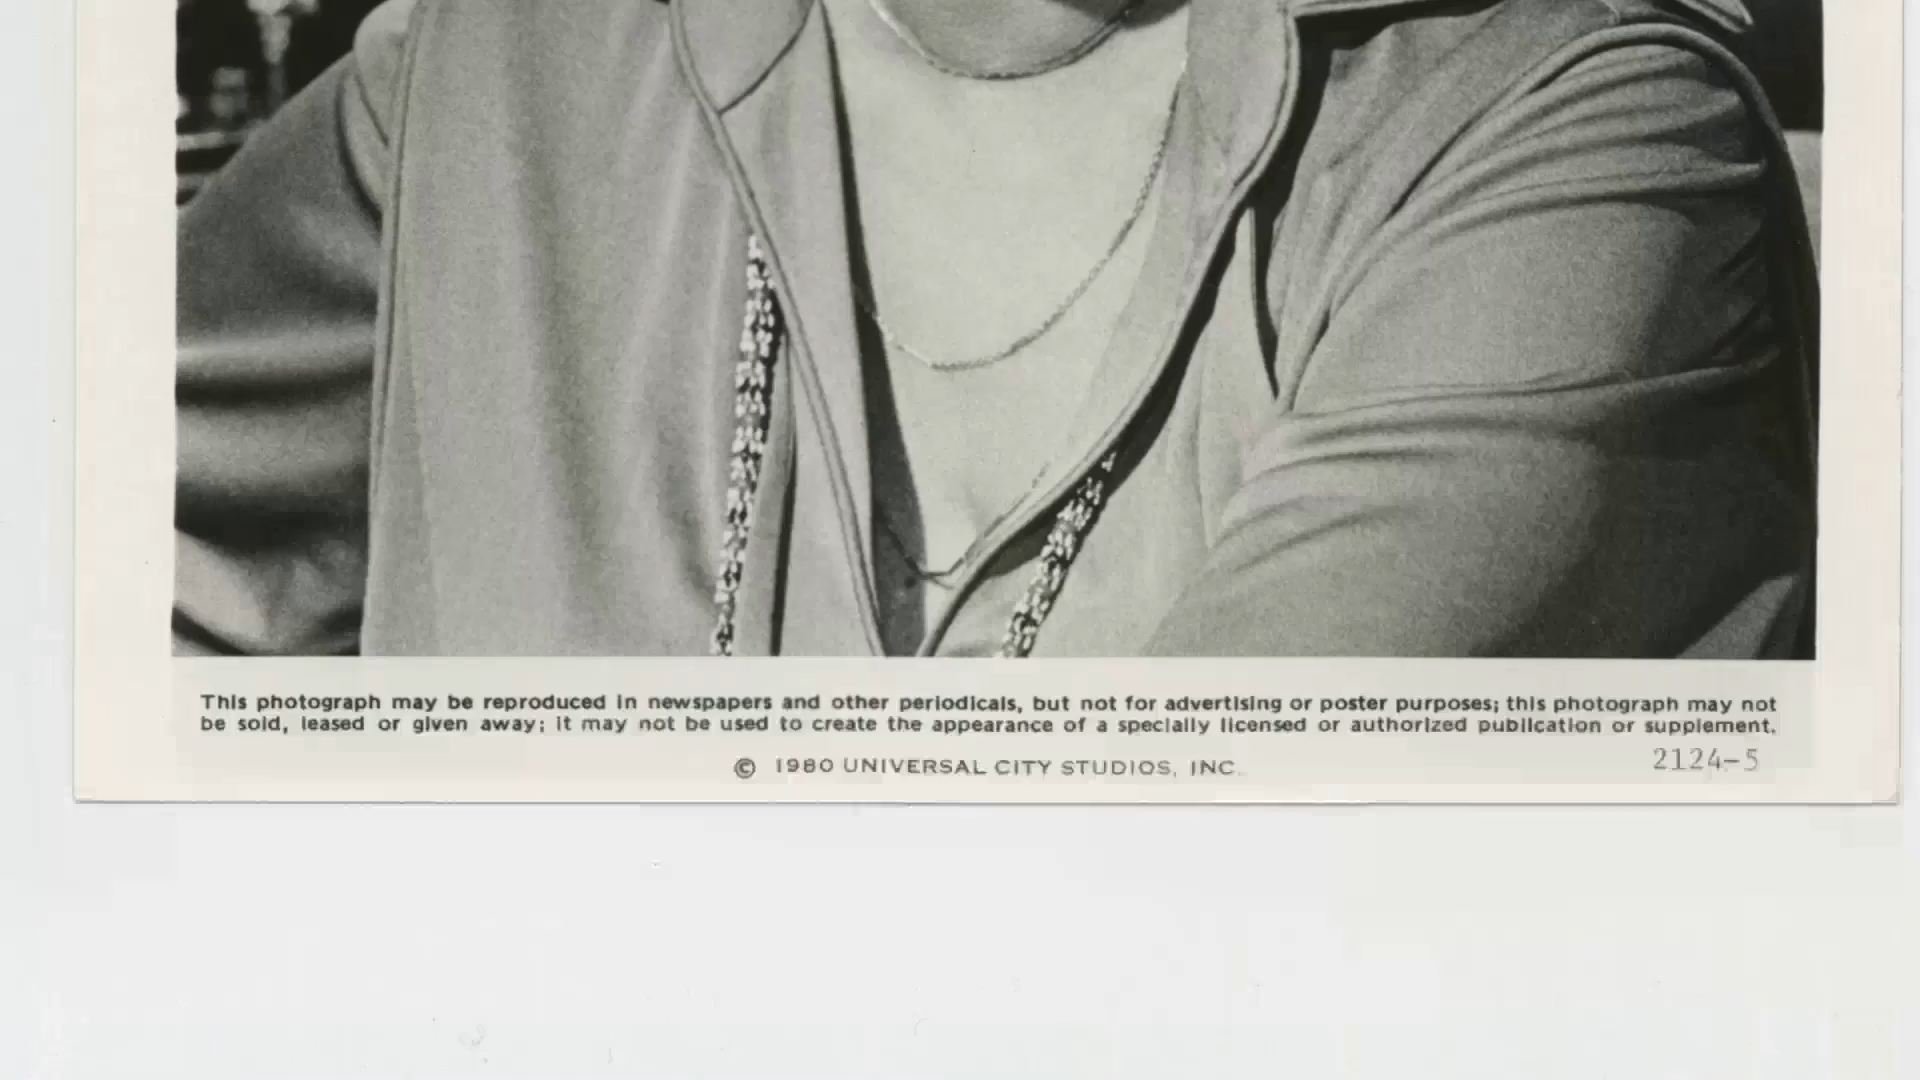 This photograph may be reproduced in newspapers and other periodicals, but not for advertising or poster purposes; this photograph may not
be sold, leased or given away; it may not be used to create the appearance of a specially licensed or authorized publication or supplement.
© 1980 UNIVERSAL CITY STUDIOS, INC.
2124-5